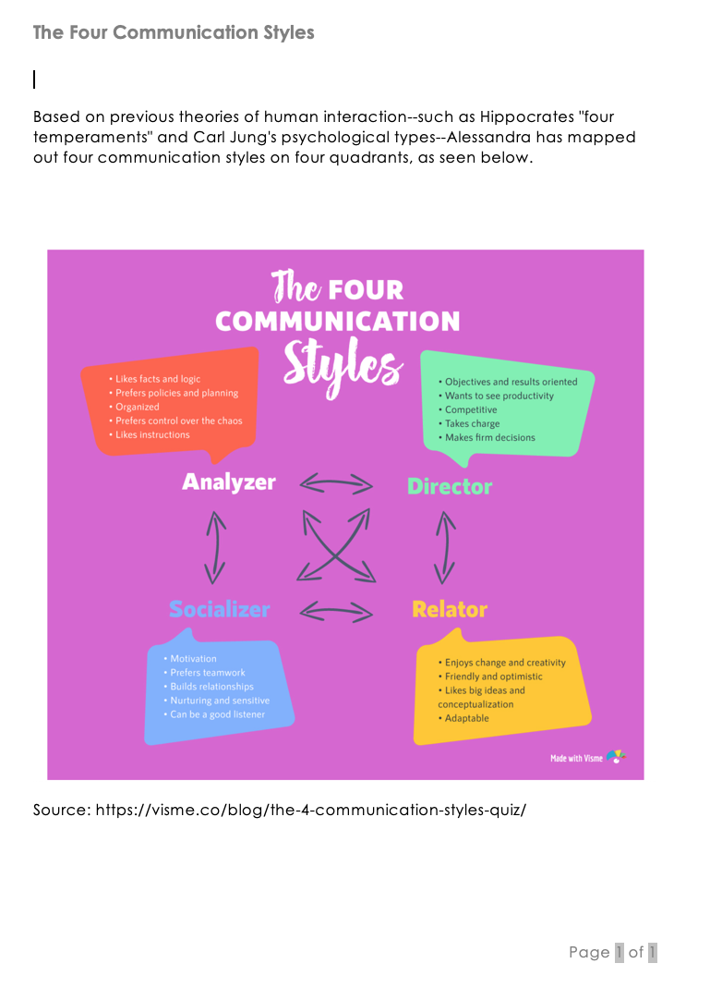 The Four Communication Styles
Based on previous theories of human interaction--such as Hippocrates "four
temperaments" and Carl Jung's psychological types--Alessandra has mapped
out four communication styles on four quadrants, as seen below.
The FOUR
COMMUNICATION
Styles
• Likes facts and logic
• Prefers policies and planning
• Organized
• Prefers control over the chaos
• Likes instructions
• Objectives and results oriented
• Wants to see productivity
• Competitive
• Takes charge
• Makes firm decisions
Analyzer
Director
Socializer
Relator
• Motivation
• Prefers teamwork
• Builds relationships
• Nurturing and sensitive
• Can be a good listener
• Enjoys change and creativity
• Friendly and optimistic
• Likes big ideas and
conceptualization
• Adaptable
Made with Visme
Source: https://visme.co/blog/the-4-communication-styles-quiz/
Page 1 of 1